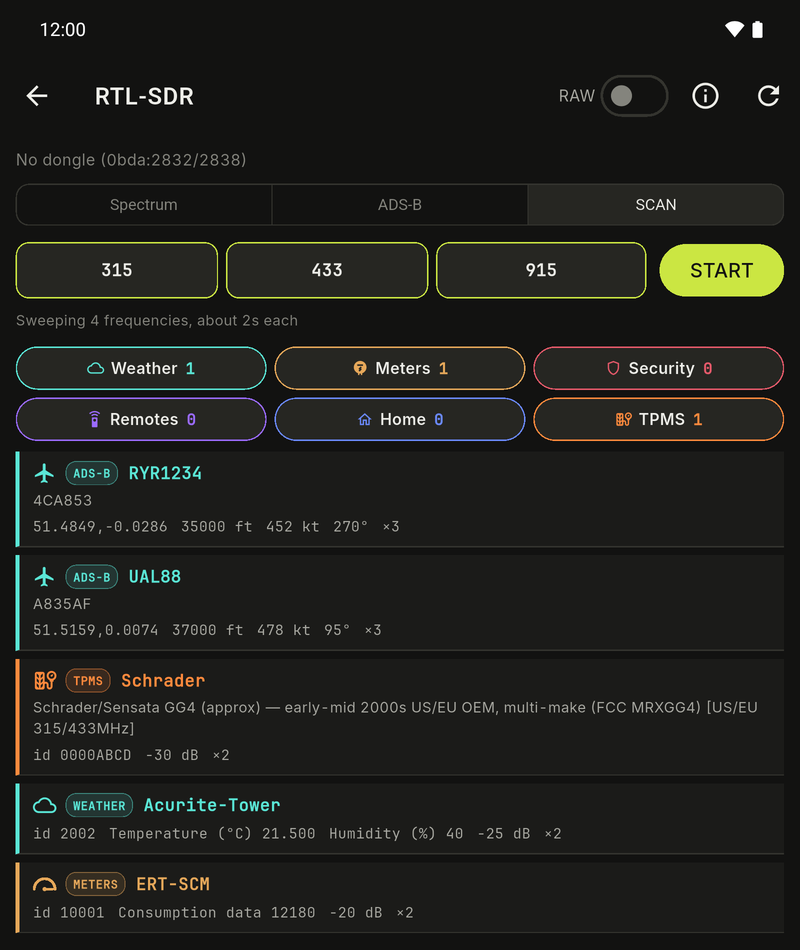 12:00
RTL-SDR
RAW
No dongle (0bda:2832/2838)
Spectrum
ADS-B
SCAN
315
433
915
START
Sweeping 4 frequencies, about 2s each
Weather 1
Meters 1
Security 0
Remotes 0
Home 0
TPMS 1
ADS-B RYR1234
4CA853
51.4849,-0.0286 35000 ft 452 kt 270° ×3
ADS-B UAL88
A835AF
51.5159,0.0074 37000 ft 478 kt 95° ×3
TPMS Schrader
Schrader/Sensata GG4 (approx) — early-mid 2000s US/EU OEM, multi-make (FCC MRXGG4) [US/EU
315/433MHz]
id 0000ABCD -30 dB ×2
WEATHER Acurite-Tower
id 2002 Temperature (°C) 21.500 Humidity (%) 40 -25 dB ×2
METERS ERT-SCM
id 10001 Consumption data 12180 -20 dB ×2